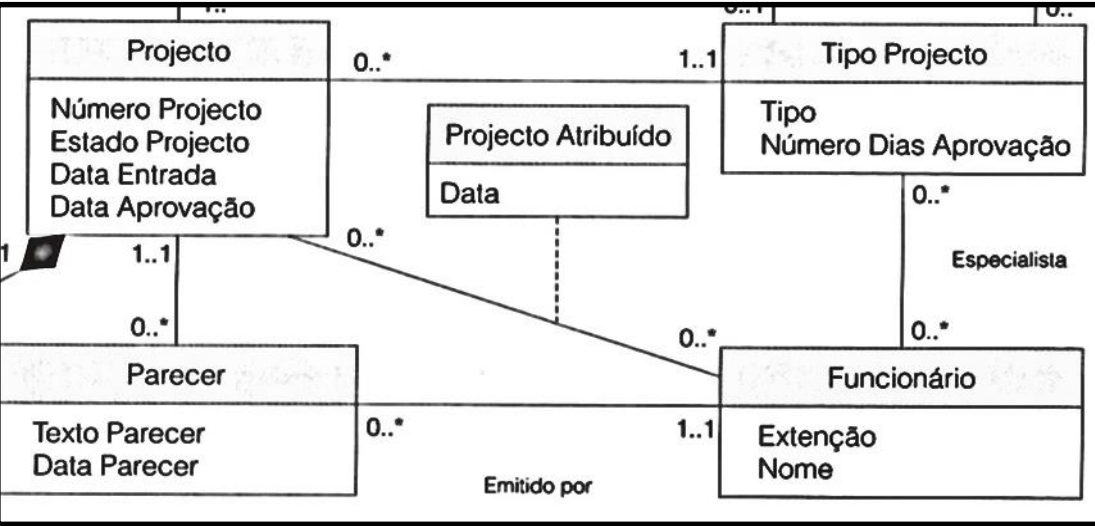 Projecto
0..*
1..1
Tipo Projecto
Número Projecto
Estado Projecto
Data Entrada
Data Aprovação
Projecto Atribuído
Data
Tipo
Número Dias Aprovação
1
1..1
0..*
0..*
Especialista
0..*
0..*
0..*
Parecer
Funcionário
Texto Parecer
Data Parecer
0..*
1..1
Extenção
Nome
Emitido por